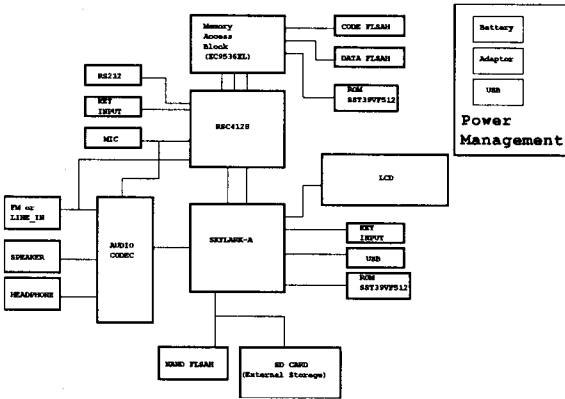 Memory
Access
Block
(XC9536XL)
CODE FLSAH
DATA FLSAH
ROM
SST39VF512
Battery
Adaptor
USB
Power
Management
RS232
KEY
INPUT
MIC
RSC4128
LCD
FM or
LINE_IN
SPEAKER
HEADPHONE
AUDIO
CODEC
SKYLARK-A
KEY
INPUT
USB
ROM
SST39VF512
NAND FLSAH
SD CARD
(External Storage)